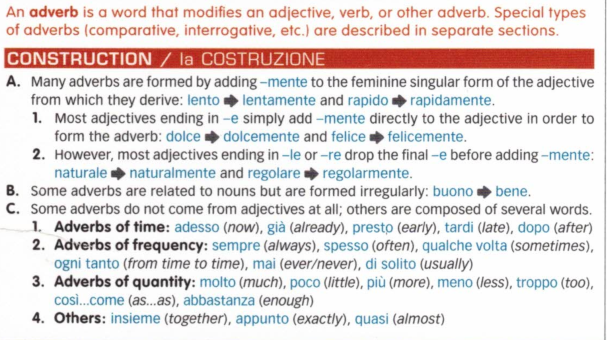 An adverb is a word that modifies an adjective, verb, or other adverb. Special types
of adverbs (comparative, interrogative, etc.) are described in separate sections.
CONSTRUCTION / la COSTRUZIONE
A. Many adverbs are formed by adding –mente to the feminine singular form of the adjective
from which they derive: lento ➡ lentamente and rapido ➡ rapidamente.
1. Most adjectives ending in –e simply add –mente directly to the adjective in order to
form the adverb: dolce ➡ dolcemente and felice ➡ felicemente.
2. However, most adjectives ending in –le or –re drop the final –e before adding –mente:
naturale ➡ naturalmente and regolare ➡ regolarmente.
B. Some adverbs are related to nouns but are formed irregularly: buono ➡ bene.
C. Some adverbs do not come from adjectives at all; others are composed of several words.
1. Adverbs of time: adesso (now), già (already), presto (early), tardi (late), dopo (after)
2. Adverbs of frequency: sempre (always), spesso (often), qualche volta (sometimes),
ogni tanto (from time to time), mai (ever/never), di solito (usually)
3. Adverbs of quantity: molto (much), poco (little), più (more), meno (less), troppo (too),
così...come (as...as), abbastanza (enough)
4. Others: insieme (together), appunto (exactly), quasi (almost)